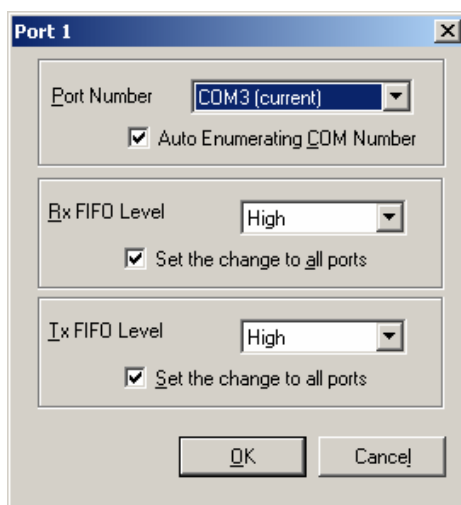 Port 1
Port Number COM3 (current)
Auto Enumerating COM Number
Rx FIFO Level High
Set the change to all ports
Tx FIFO Level High
Set the change to all ports
OK Cancel